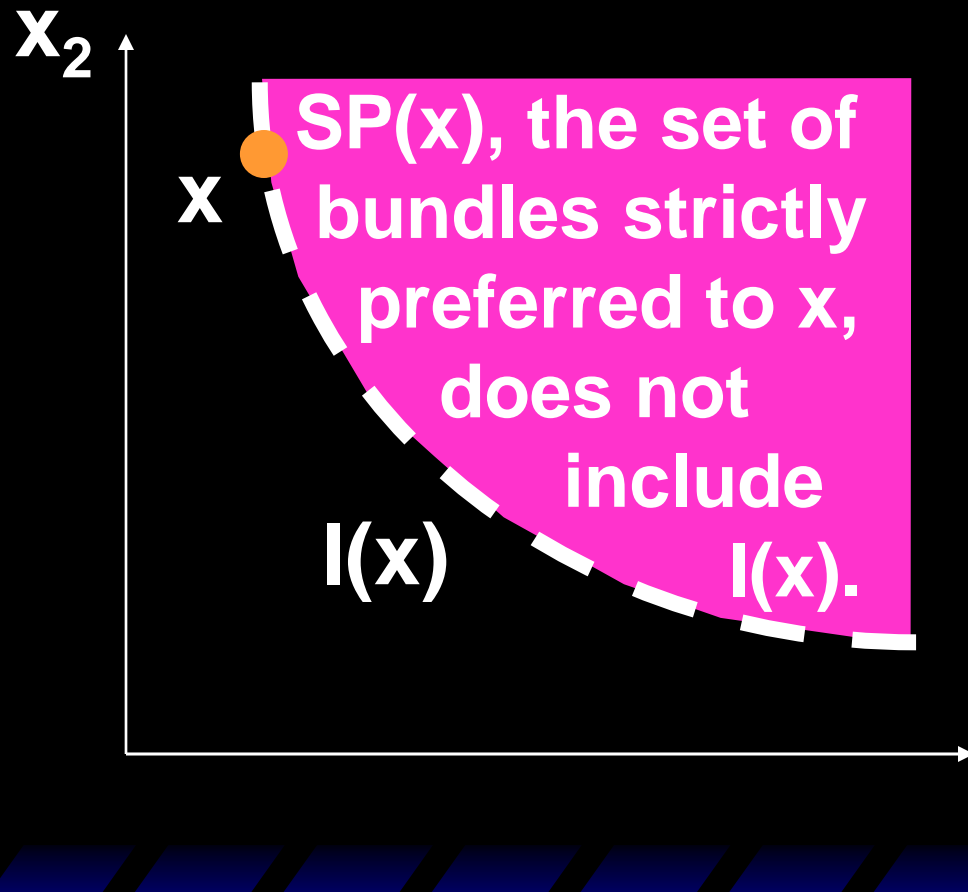 x₂
SP(x), the set of
x
bundles strictly
preferred to x,
does not
include
I(x)
I(x).